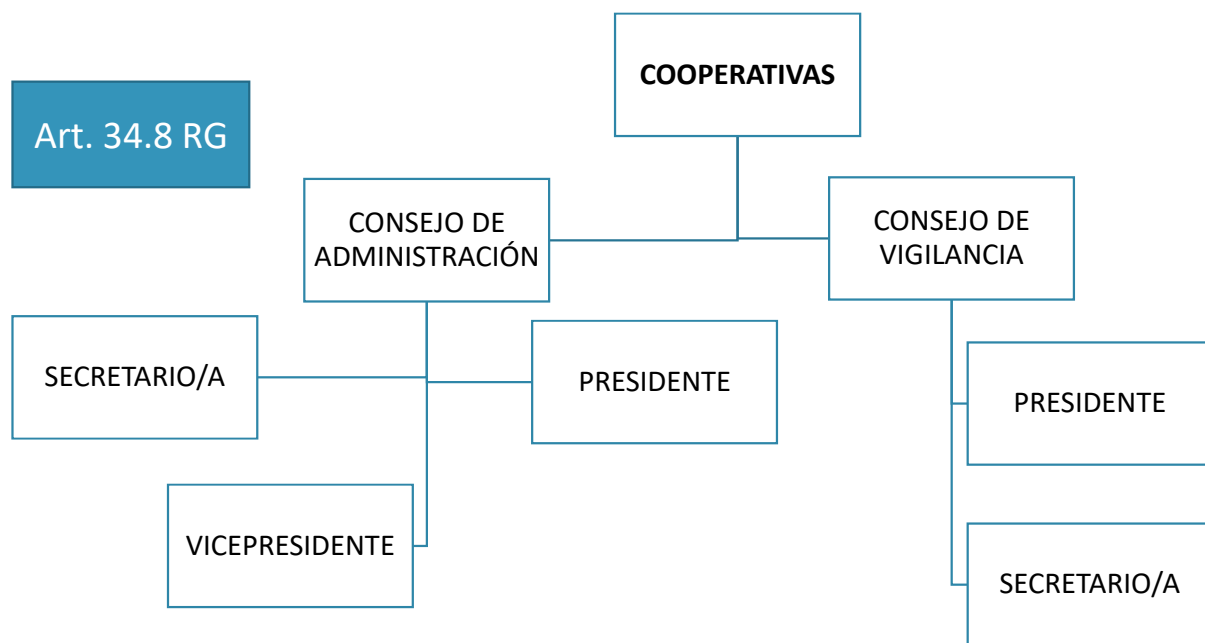 COOPERATIVAS
Art. 34.8 RG
CONSEJO DE
ADMINISTRACIÓN
CONSEJO DE
VIGILANCIA
SECRETARIO/A
PRESIDENTE
VICEPRESIDENTE
PRESIDENTE
SECRETARIO/A